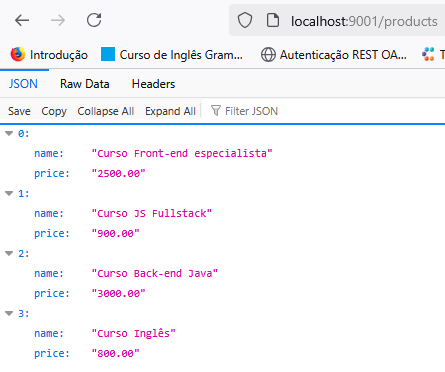 localhost:9001/products
Introdução Curso de Inglês Gram... Autenticação REST OA... T
JSON Raw Data Headers
Save Copy Collapse All Expand All Filter JSON
0:
name: "Curso Front-end especialista"
price: "2500.00"
1:
name: "Curso JS Fullstack"
price: "900.00"
2:
name: "Curso Back-end Java"
price: "3000.00"
3:
name: "Curso Inglês"
price: "800.00"